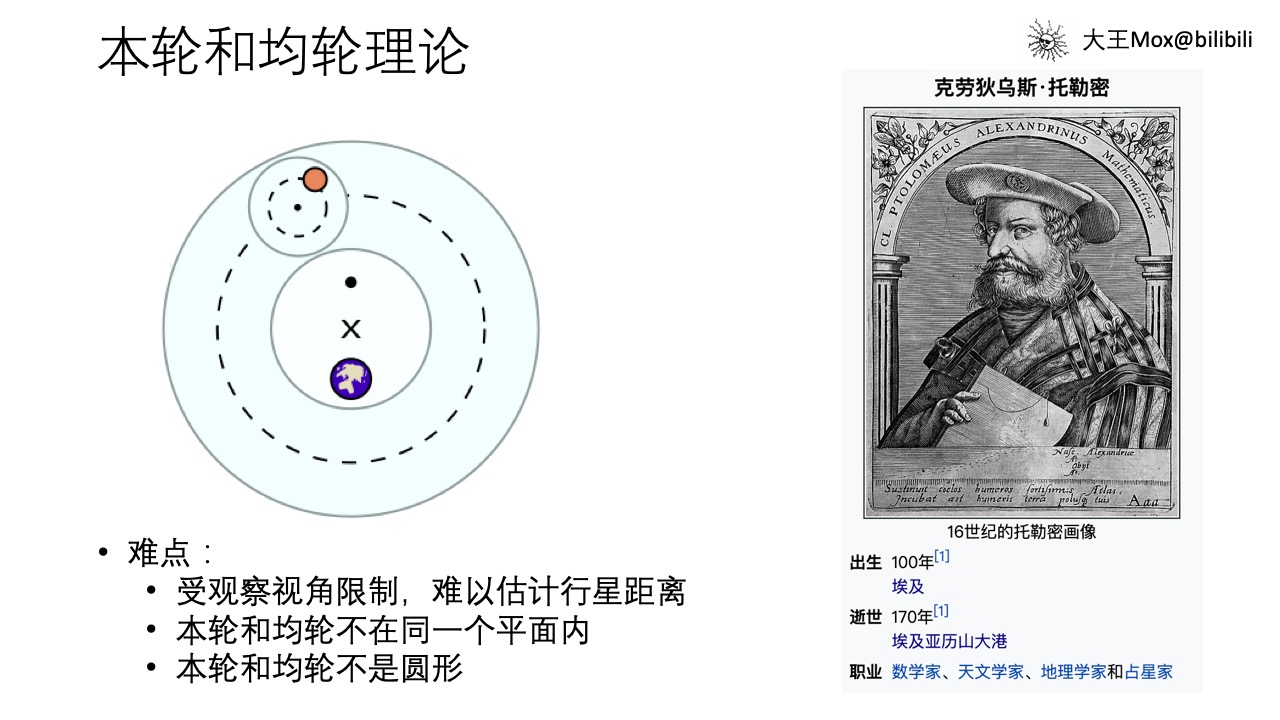 本轮和均轮理论
大王Mox@bilibili
克劳狄乌斯·托勒密
CL. PTOLOMÆUS ALEXANDRINUS Mathematicus.
x
Nasc. Alexandriæ
Obyt
Sustinuit coelos humeros fortissimus Atlas,
Incubat ast humeris terra polusq tuis
Aaa
16世纪的托勒密画像
出生 100年[1]
埃及
逝世 170年[1]
埃及亚历山大港
职业 数学家、天文学家、地理学家和占星家
• 难点：
• 受观察视角限制，难以估计行星距离
• 本轮和均轮不在同一个平面内
• 本轮和均轮不是圆形